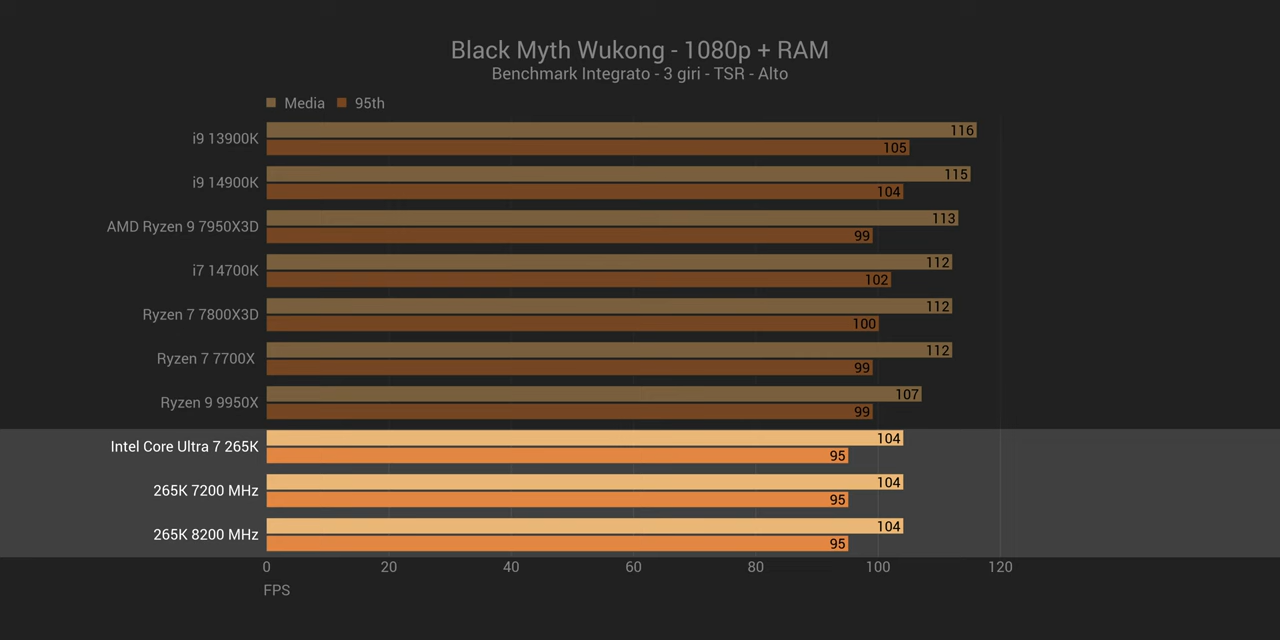 Black Myth Wukong - 1080p + RAM
Benchmark Integrato - 3 giri - TSR - Alto
Media 95th
i9 13900K 116
105
i9 14900K 115
104
AMD Ryzen 9 7950X3D 113
99
i7 14700K 112
102
Ryzen 7 7800X3D 112
100
Ryzen 7 7700X 112
99
Ryzen 9 9950X 107
99
Intel Core Ultra 7 265K 104
95
265K 7200 MHz 104
95
265K 8200 MHz 104
95
0 20 40 60 80 100 120
FPS